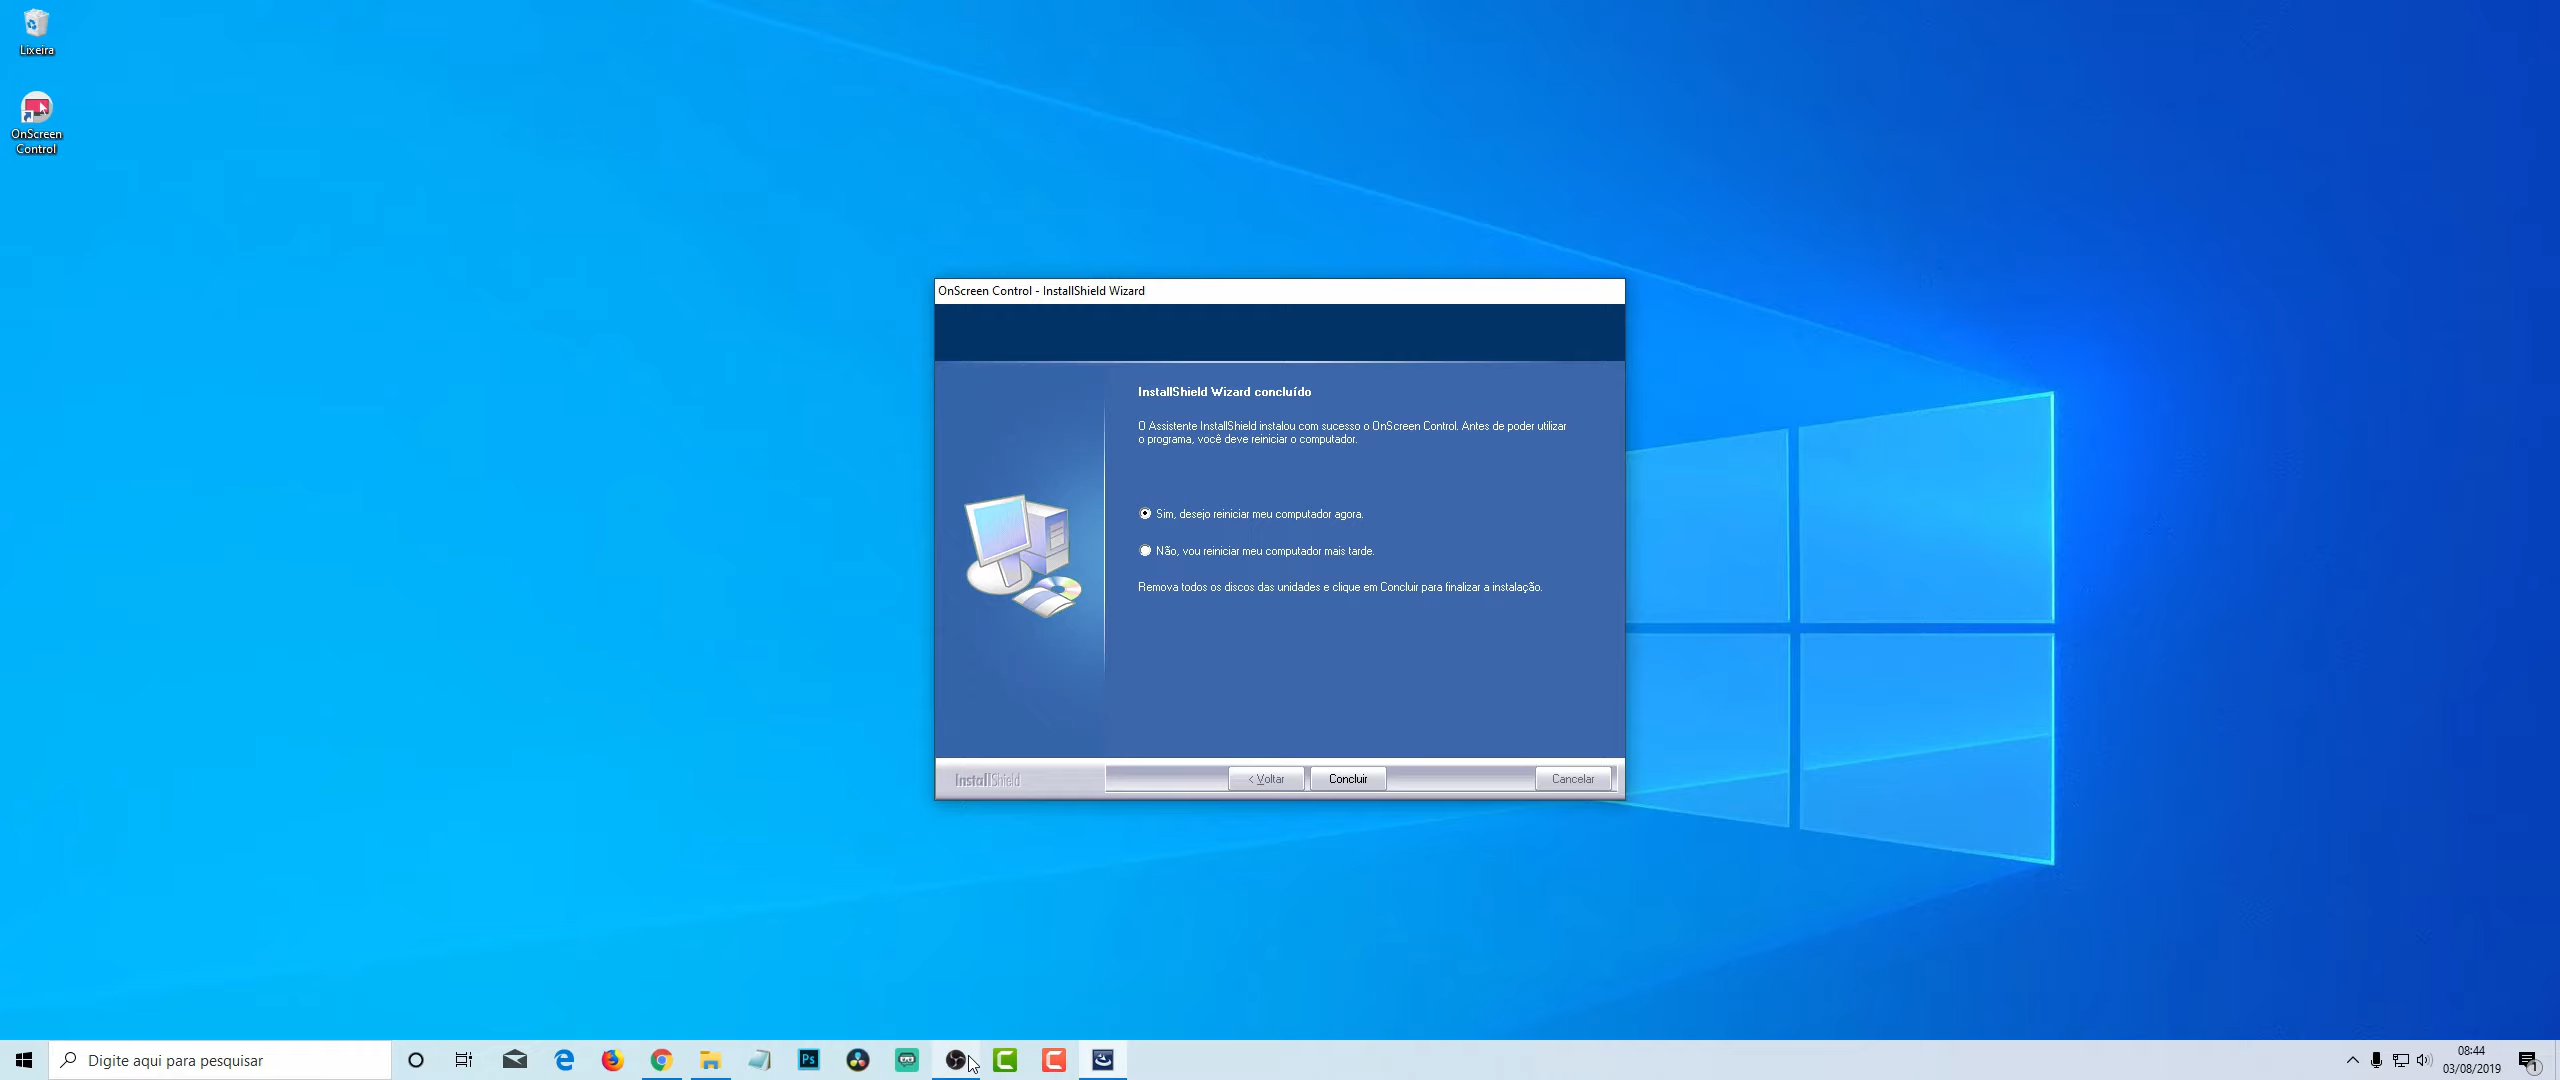 Lixeira
OnScreen
Control
OnScreen Control - InstallShield Wizard
InstallShield Wizard concluído
O Assistente InstallShield instalou com sucesso o OnScreen Control. Antes de poder utilizar
o programa, você deve reiniciar o computador.
Sim, desejo reiniciar meu computador agora.
Não, vou reiniciar meu computador mais tarde.
Remova todos os discos das unidades e clique em Concluir para finalizar a instalação.
InstallShield
< Voltar
Concluir
Cancelar
Digite aqui para pesquisar
Ps
08:44
03/08/2019
1